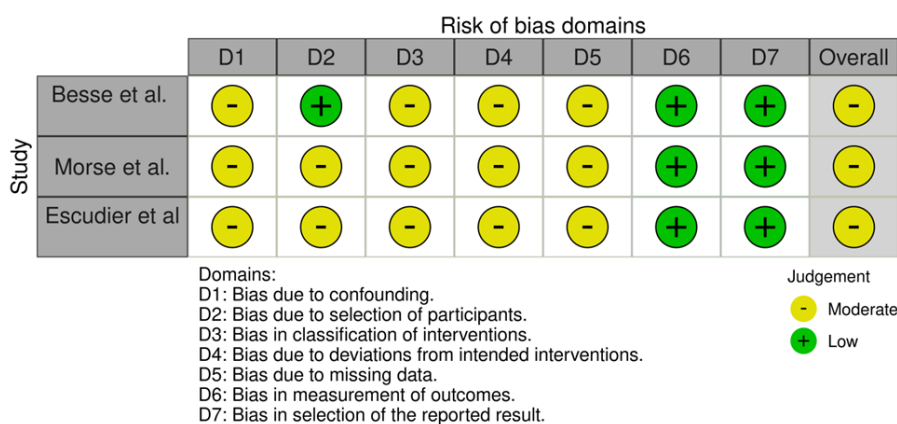 Risk of bias domains
D1 D2 D3 D4 D5 D6 D7 Overall
Study
Besse et al. - + - - - + + -
Morse et al. - - - - - + + -
Escudier et al - - - - - + + -
Domains:
D1: Bias due to confounding.
D2: Bias due to selection of participants.
D3: Bias in classification of interventions.
D4: Bias due to deviations from intended interventions.
D5: Bias due to missing data.
D6: Bias in measurement of outcomes.
D7: Bias in selection of the reported result.
Judgement
- Moderate
+ Low